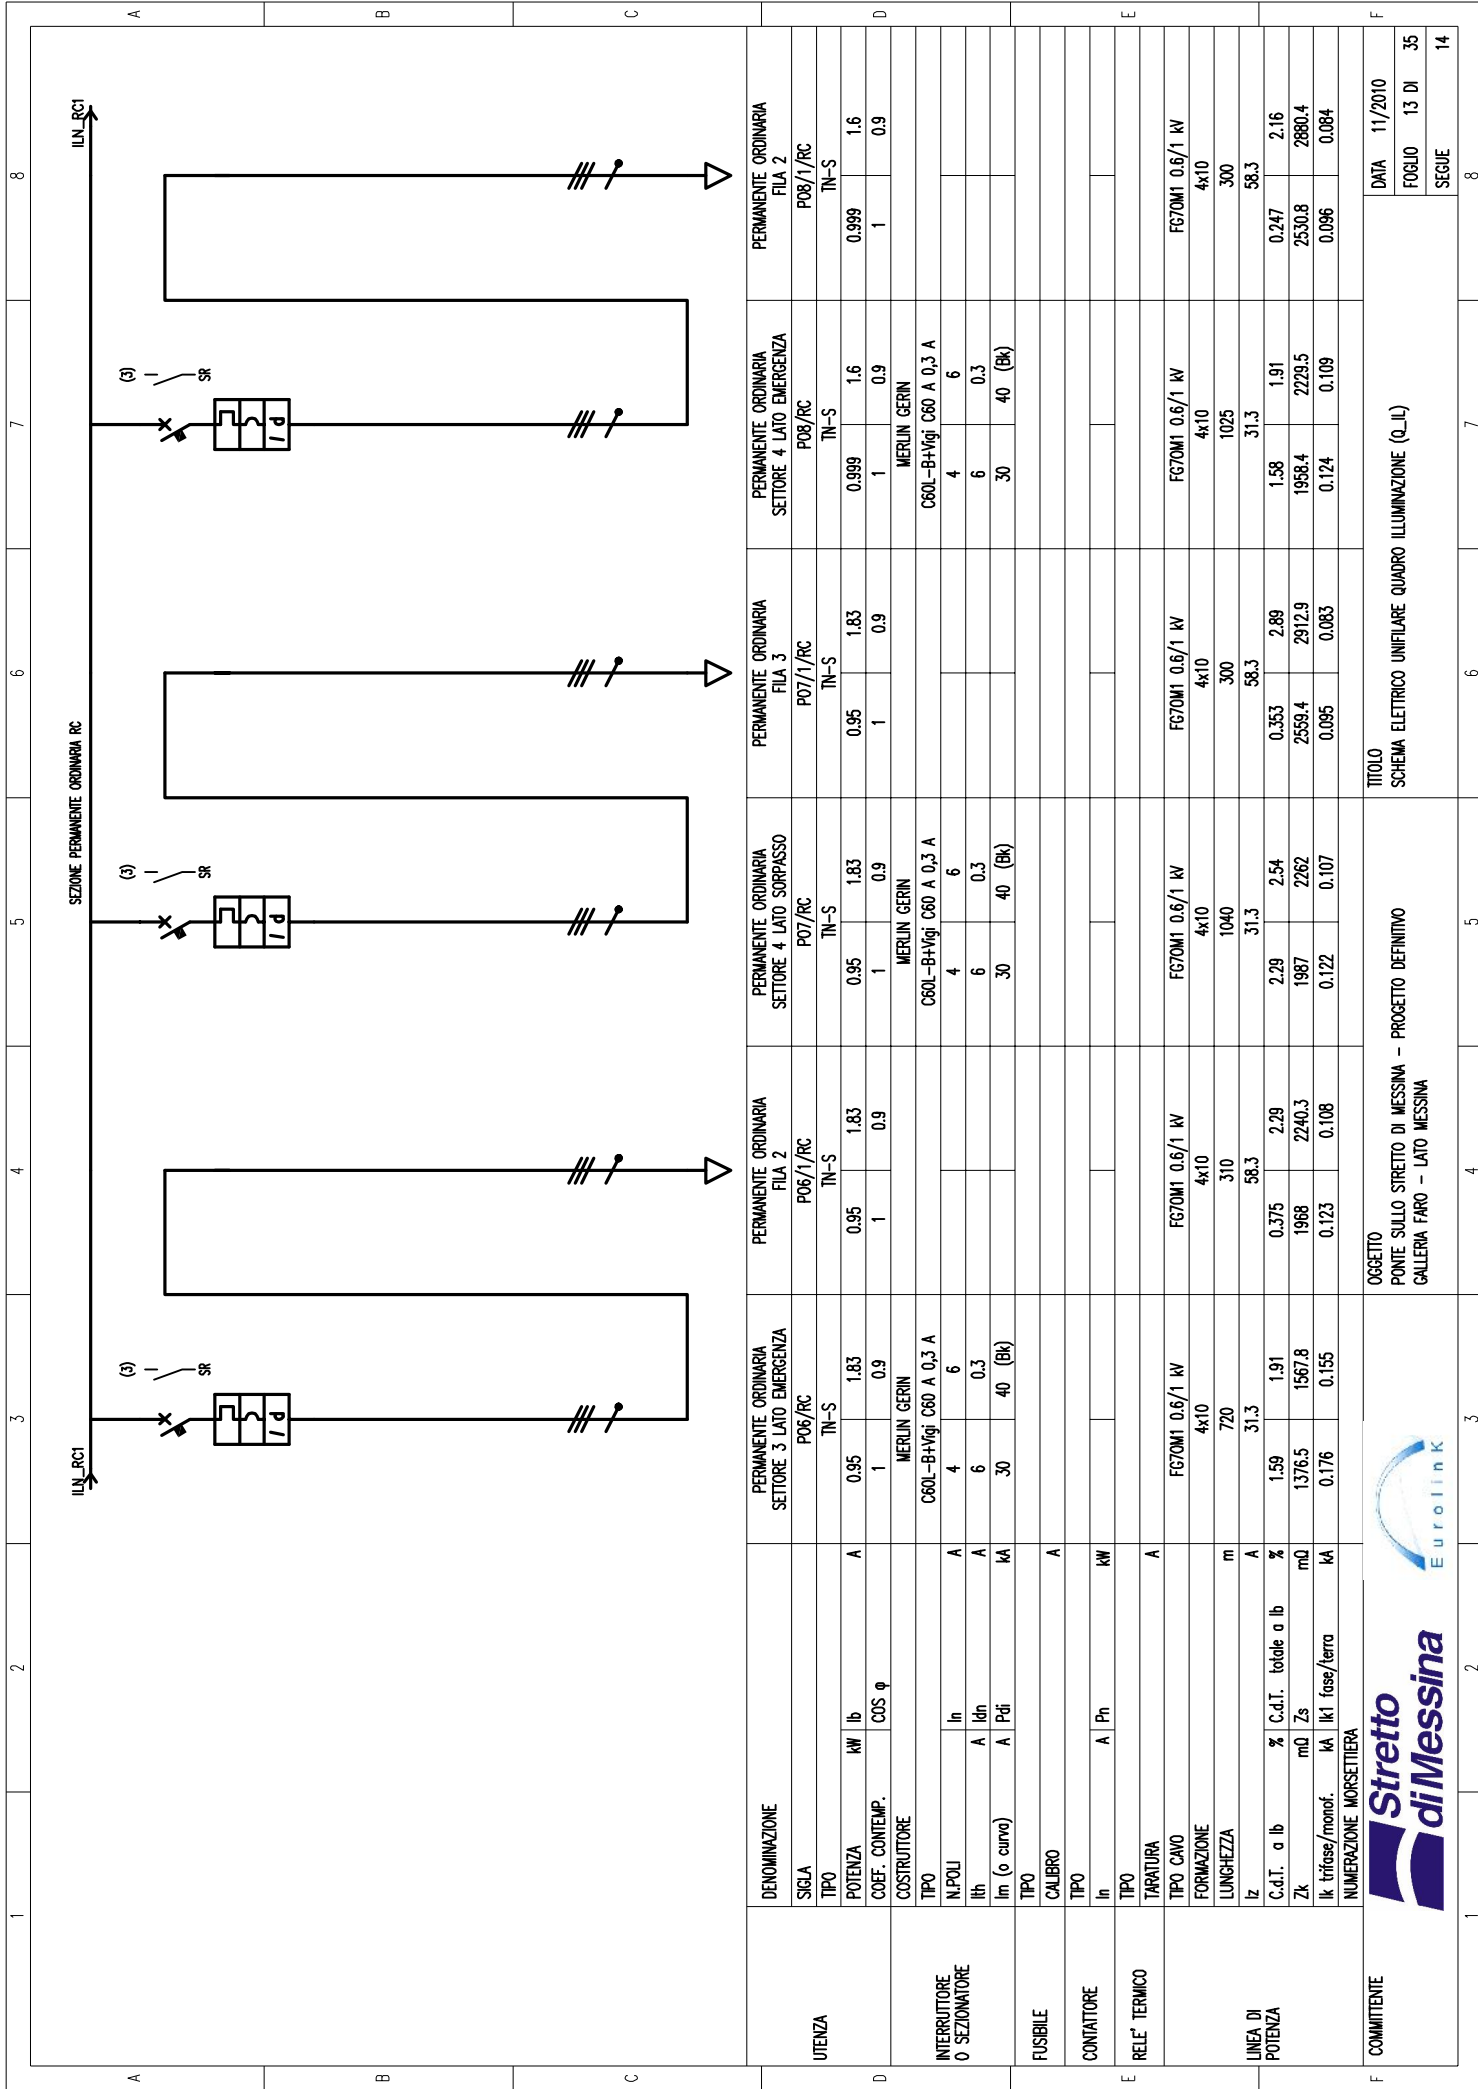 1 2 3 4 5 6 7 8
A A
B B
C C
D D
E E
F F
SEZIONE PERMANENTE ORDINARIA RC
ILN_RC1 ILN_RC1
(3) (3) (3)
SR SR SR
Id Id Id
DENOMINAZIONE PERMANENTE ORDINARIA PERMANENTE ORDINARIA PERMANENTE ORDINARIA PERMANENTE ORDINARIA PERMANENTE ORDINARIA PERMANENTE ORDINARIA
SETTORE 3 LATO EMERGENZA FILA 2 SETTORE 4 LATO SORPASSO FILA 3 SETTORE 4 LATO EMERGENZA FILA 2
UTENZA
SIGLA P06/RC P06/1/RC P07/RC P07/1/RC P08/RC P08/1/RC
TIPO TN-S TN-S TN-S TN-S TN-S TN-S
POTENZA kW Ib A 0.95 1.83 0.95 1.83 0.95 1.83 0.95 1.83 0.999 1.6 0.999 1.6
COEF. CONTEMP. COS φ 1 0.9 1 0.9 1 0.9 1 0.9 1 0.9 1 0.9
INTERRUTTORE
O SEZIONATORE
COSTRUTTORE MERLIN GERIN MERLIN GERIN MERLIN GERIN
TIPO C60L-B+Vigi C60 A 0,3 A C60L-B+Vigi C60 A 0,3 A C60L-B+Vigi C60 A 0,3 A
N.POLI In A 4 6 4 6 4 6
Ith A Idn A 6 0.3 6 0.3 6 0.3
Im (o curva) A Pdi kA 30 40 (Bk) 30 40 (Bk) 30 40 (Bk)
FUSIBILE
TIPO
CALIBRO A
CONTATTORE
TIPO
In A Pn kW
RELE' TERMICO
TIPO
TARATURA A
LINEA DI
POTENZA
TIPO CAVO FG7OM1 0.6/1 kV FG7OM1 0.6/1 kV FG7OM1 0.6/1 kV FG7OM1 0.6/1 kV FG7OM1 0.6/1 kV FG7OM1 0.6/1 kV
FORMAZIONE 4x10 4x10 4x10 4x10 4x10 4x10
LUNGHEZZA m 720 310 1040 300 1025 300
Iz A 31.3 58.3 31.3 58.3 31.3 58.3
C.d.T. a Ib % C.d.T. totale a Ib % 1.59 1.91 0.375 2.29 2.29 2.54 0.353 2.89 1.58 1.91 0.247 2.16
Zk mΩ Zs mΩ 1376.5 1567.8 1968 2240.3 1987 2262 2559.4 2912.9 1958.4 2229.5 2530.8 2880.4
Ik trifase/monof. kA Ik1 fase/terra kA 0.176 0.155 0.123 0.108 0.122 0.107 0.095 0.083 0.124 0.109 0.096 0.084
NUMERAZIONE MORSETTIERA
COMMITTENTE
Stretto
di Messina
Eurolink
OGGETTO
PONTE SULLO STRETTO DI MESSINA - PROGETTO DEFINITIVO
GALLERIA FARO - LATO MESSINA
TITOLO
SCHEMA ELETTRICO UNIFILARE QUADRO ILLUMINAZIONE (Q_IL)
DATA 11/2010
FOGLIO 13 DI 35
SEGUE 14
1 2 3 4 5 6 7 8